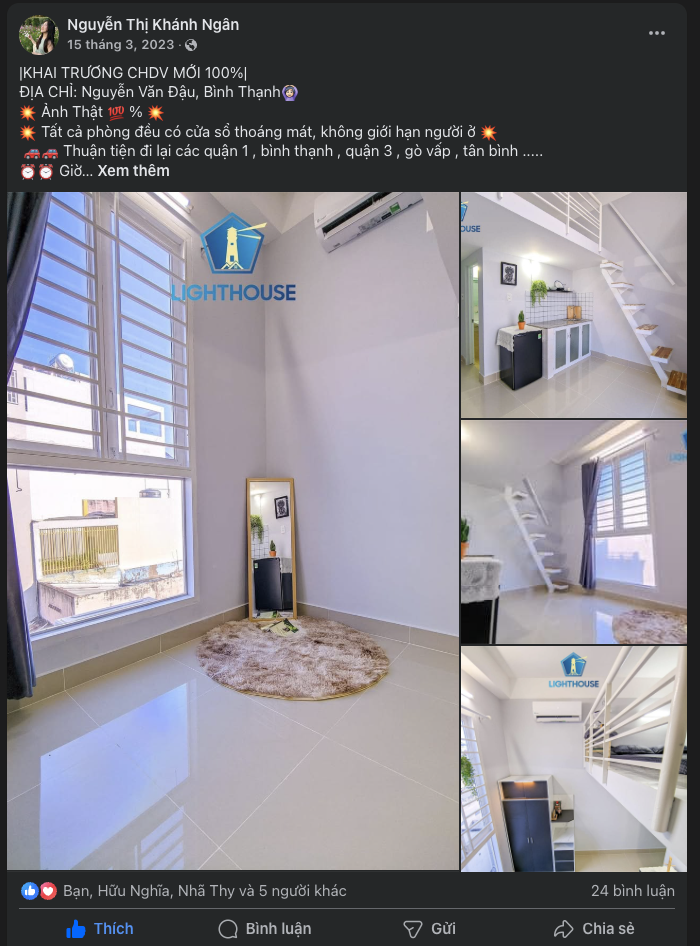 Nguyễn Thị Khánh Ngân
15 tháng 3, 2023 ·
|KHAI TRƯƠNG CHDV MỚI 100%|
ĐỊA CHỈ: Nguyễn Văn Đậu, Bình Thạnh🙆🏻‍♀️
💥 Ảnh Thật 💯 % 💥
💥 Tất cả phòng đều có cửa sổ thoáng mát, không giới hạn người ở 💥
🚗🚗 Thuận tiện đi lại các quận 1 , bình thạnh , quận 3 , gò vấp , tân bình .....
⏰⏰ Giờ... Xem thêm
LIGHTHOUSE
USE
LI
LIGHTHOUSE
Bạn, Hữu Nghĩa, Nhã Thy và 5 người khác
24 bình luận
Thích
Bình luận
Gửi
Chia sẻ